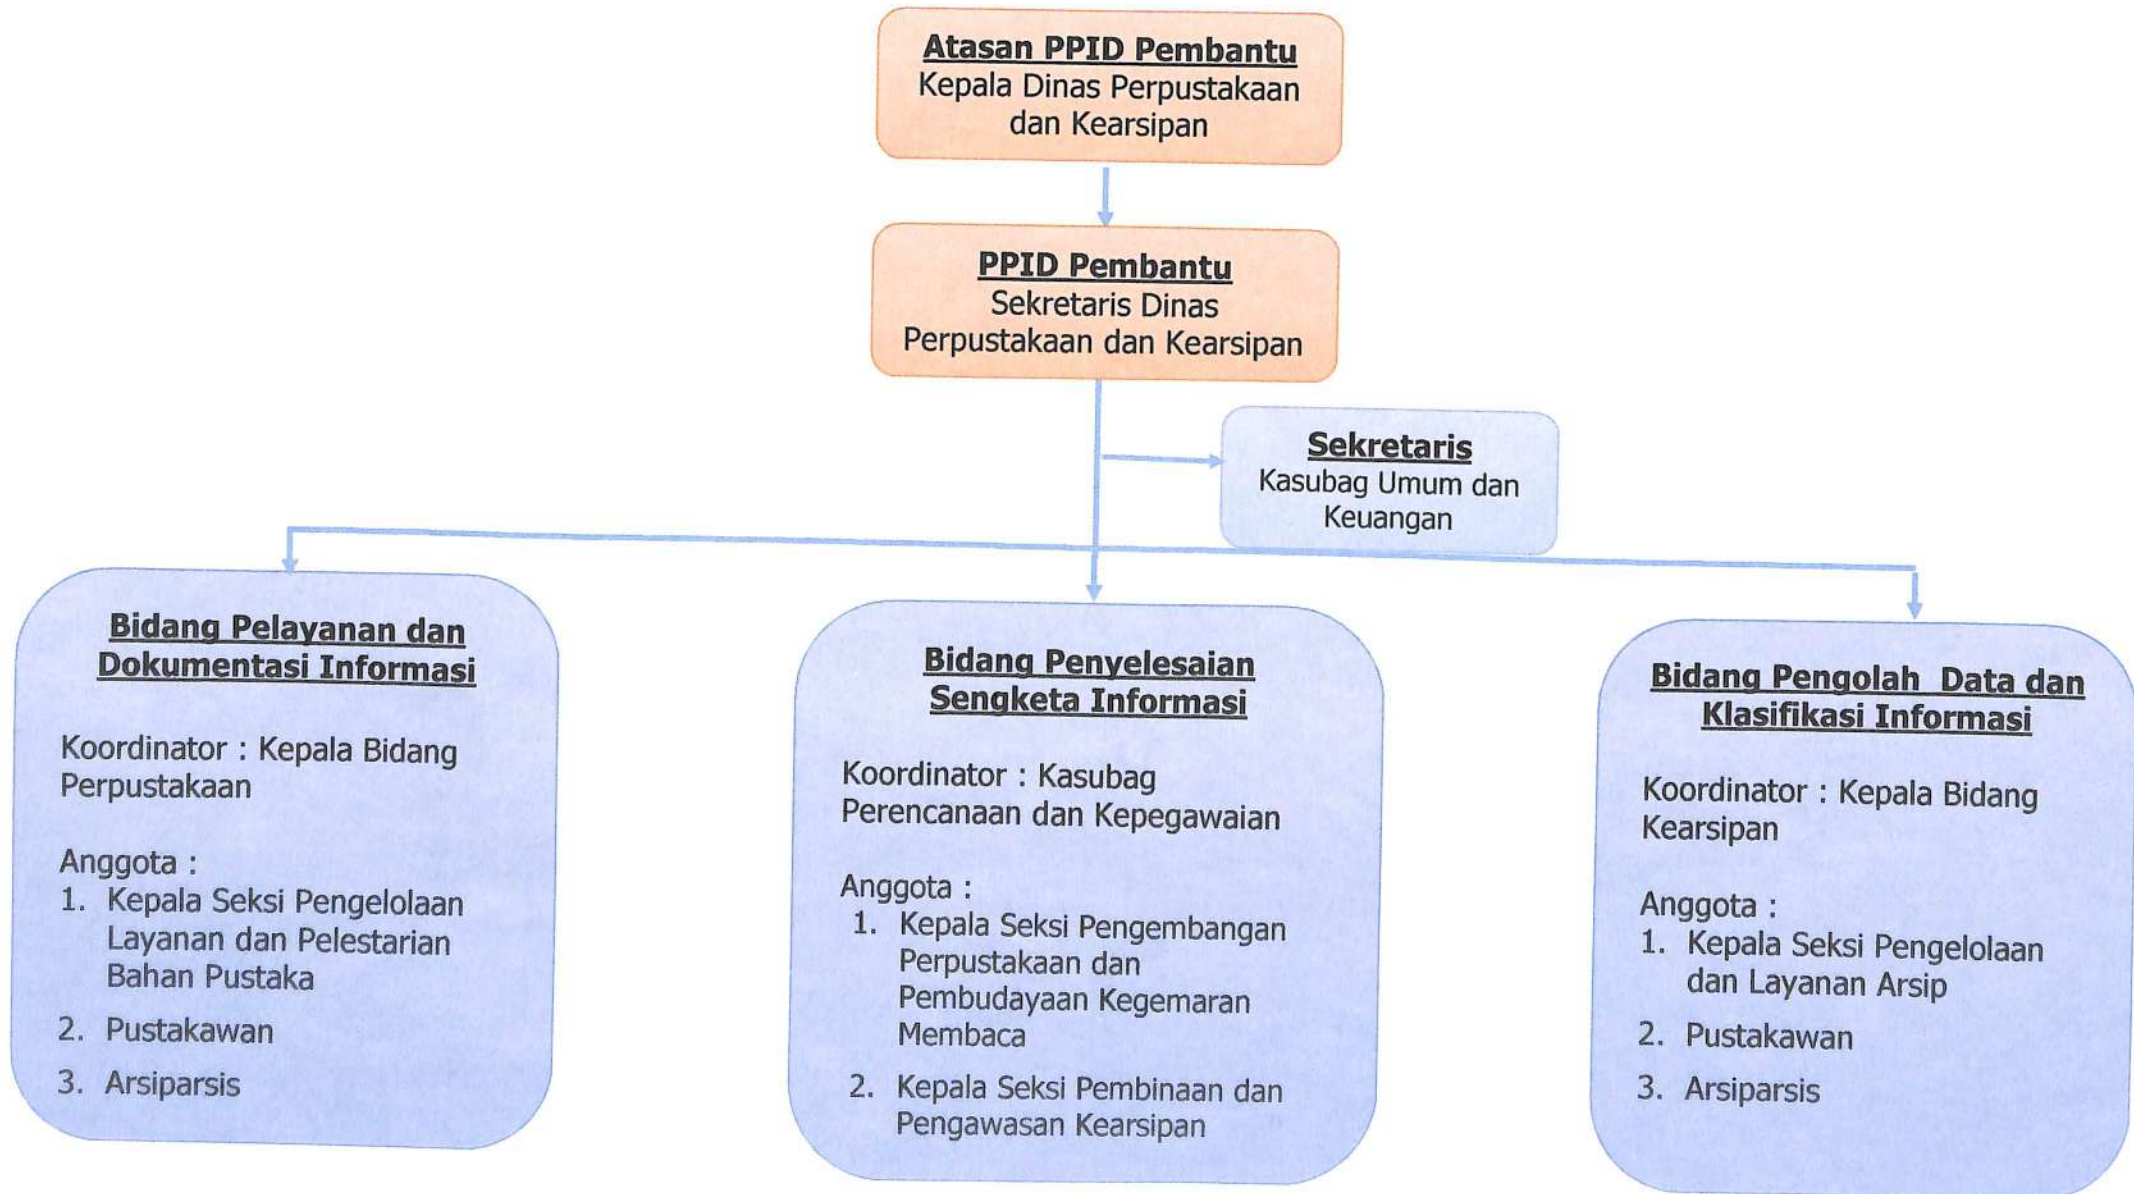 Atasan PPID Pembantu
Kepala Dinas Perpustakaan
dan Kearsipan
PPID Pembantu
Sekretaris Dinas
Perpustakaan dan Kearsipan
Sekretaris
Kasubag Umum dan
Keuangan
Bidang Pelayanan dan
Dokumentasi Informasi
Koordinator : Kepala Bidang
Perpustakaan
Anggota :
1. Kepala Seksi Pengelolaan
Layanan dan Pelestarian
Bahan Pustaka
2. Pustakawan
3. Arsiparsis
Bidang Penyelesaian
Sengketa Informasi
Koordinator : Kasubag
Perencanaan dan Kepegawaian
Anggota :
1. Kepala Seksi Pengembangan
Perpustakaan dan
Pembudayaan Kegemaran
Membaca
2. Kepala Seksi Pembinaan dan
Pengawasan Kearsipan
Bidang Pengolah Data dan
Klasifikasi Informasi
Koordinator : Kepala Bidang
Kearsipan
Anggota :
1. Kepala Seksi Pengelolaan
dan Layanan Arsip
2. Pustakawan
3. Arsiparsis